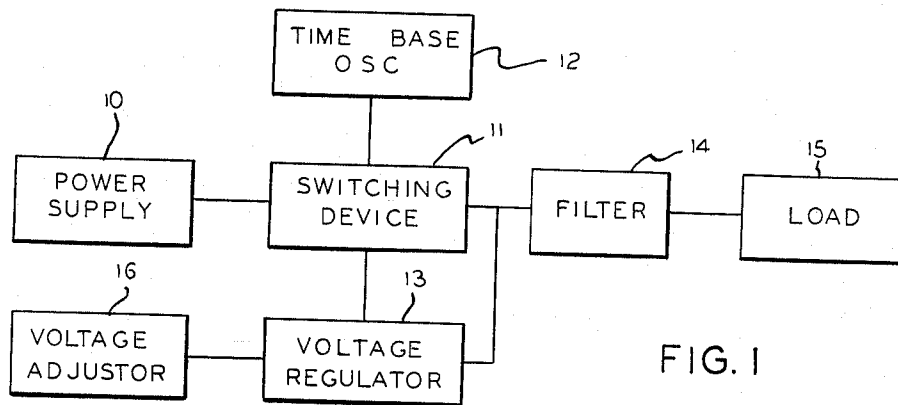 TIME BASE
OSC
12
10
11
14
15
POWER
SUPPLY
SWITCHING
DEVICE
FILTER
LOAD
16
13
VOLTAGE
ADJUSTOR
VOLTAGE
REGULATOR
FIG. 1